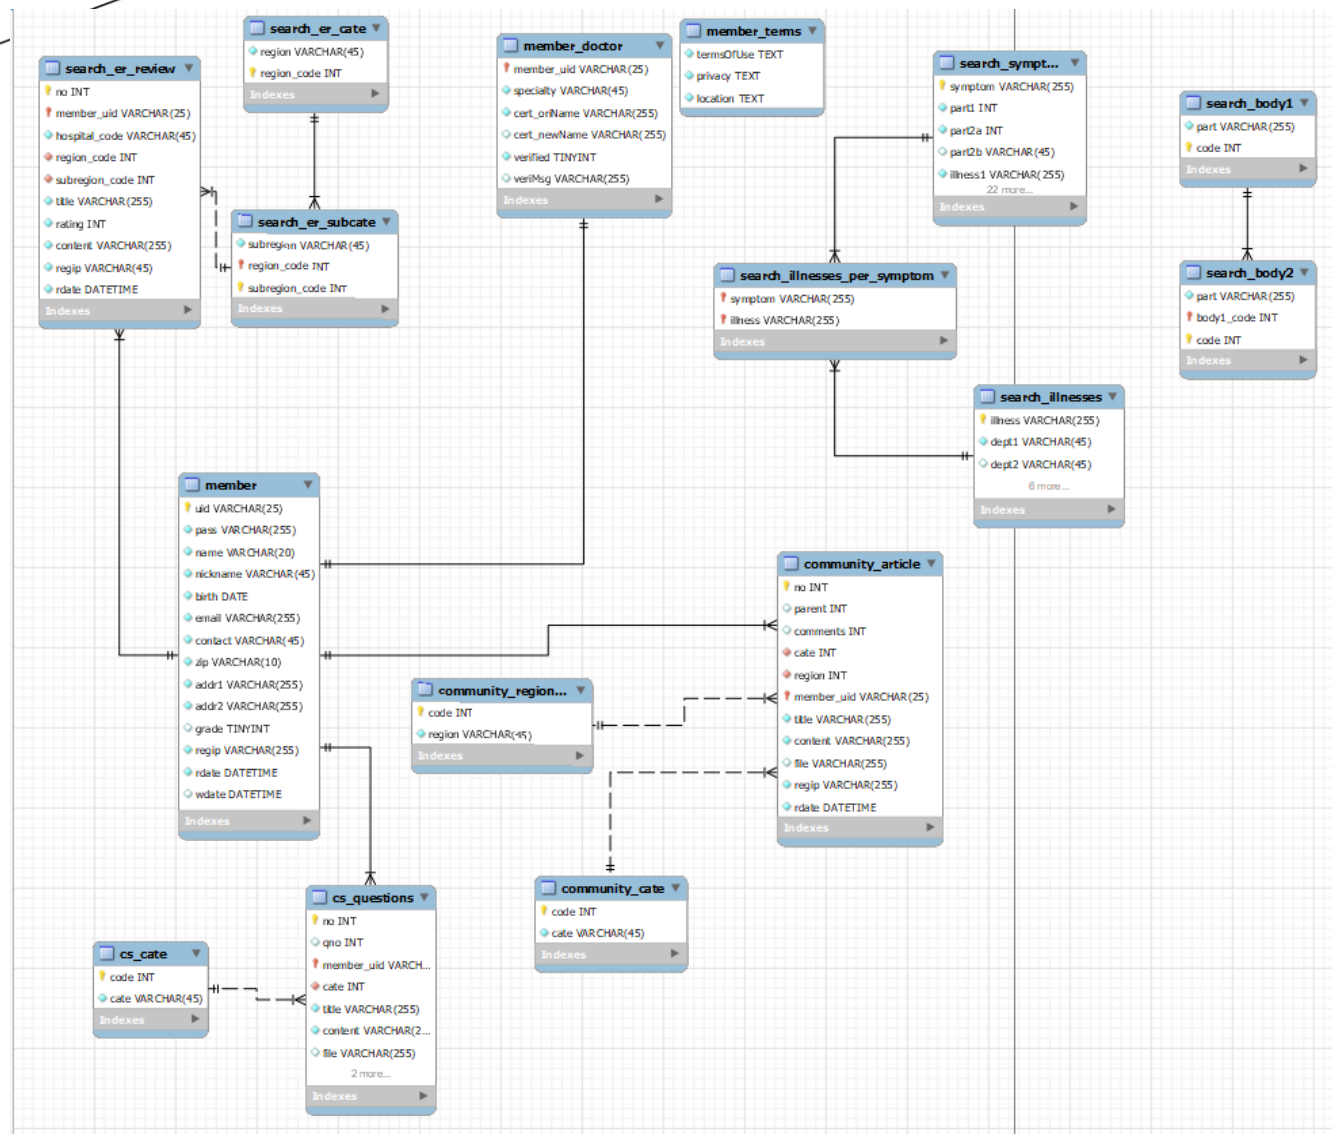 search_er_cate
region VARCHAR(45)
region_code INT
Indexes
search_er_review
no INT
member_uid VARCHAR(25)
hospital_code VARCHAR(45)
region_code INT
subregion_code INT
title VARCHAR(255)
rating INT
content VARCHAR(255)
regip VARCHAR(45)
rdate DATETIME
Indexes
search_er_subcate
subregion VARCHAR(45)
region_code INT
subregion_code INT
Indexes
member_doctor
member_uid VARCHAR(25)
specialty VARCHAR(45)
cert_oriName VARCHAR(255)
cert_newName VARCHAR(255)
verified TINYINT
veriMsg VARCHAR(255)
Indexes
member_terms
termsOfUse TEXT
privacy TEXT
location TEXT
search_sympt...
symptom VARCHAR(255)
part1 INT
part2a INT
part2b VARCHAR(45)
illness1 VARCHAR(255)
22 more...
Indexes
search_body1
part VARCHAR(255)
code INT
Indexes
search_body2
part VARCHAR(255)
body1_code INT
code INT
Indexes
search_illnesses_per_symptom
symptom VARCHAR(255)
illness VARCHAR(255)
Indexes
search_illnesses
illness VARCHAR(255)
dept1 VARCHAR(45)
dept2 VARCHAR(45)
6 more...
Indexes
member
uid VARCHAR(25)
pass VARCHAR(255)
name VARCHAR(20)
nickname VARCHAR(45)
birth DATE
email VARCHAR(255)
contact VARCHAR(45)
zip VARCHAR(10)
addr1 VARCHAR(255)
addr2 VARCHAR(255)
grade TINYINT
regip VARCHAR(255)
rdate DATETIME
wdate DATETIME
Indexes
community_article
no INT
parent INT
comments INT
cate INT
region INT
member_uid VARCHAR(25)
title VARCHAR(255)
content VARCHAR(255)
file VARCHAR(255)
regip VARCHAR(255)
rdate DATETIME
Indexes
community_region...
code INT
region VARCHAR(45)
Indexes
community_cate
code INT
cate VARCHAR(45)
Indexes
cs_questions
no INT
qno INT
member_uid VARCH...
cate INT
title VARCHAR(255)
content VARCHAR(2...
file VARCHAR(255)
2 more...
Indexes
cs_cate
code INT
cate VARCHAR(45)
Indexes